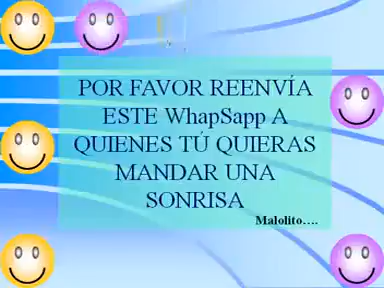 POR FAVOR REENVÍA
ESTE WhapSapp A
QUIENES TÚ QUIERAS
MANDAR UNA
SONRISA
Malolito....